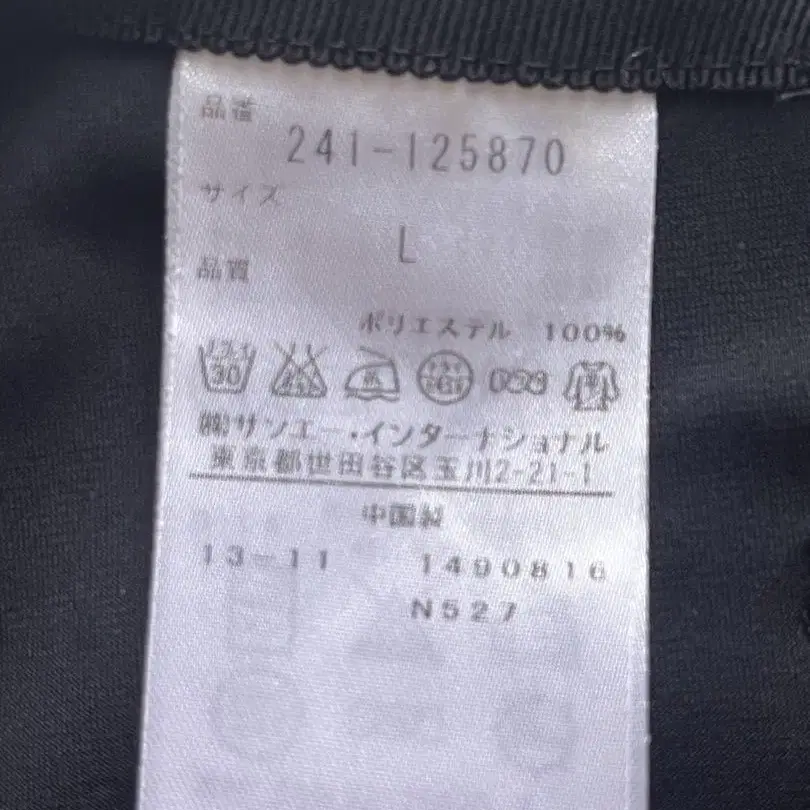 品番
241-125870
サイズ
L
品質
ポリエステル 100%
30
㈱サンエー・インターナショナル
東京都世田谷区玉川2-21-1
中国製
13-11 1490816
N527